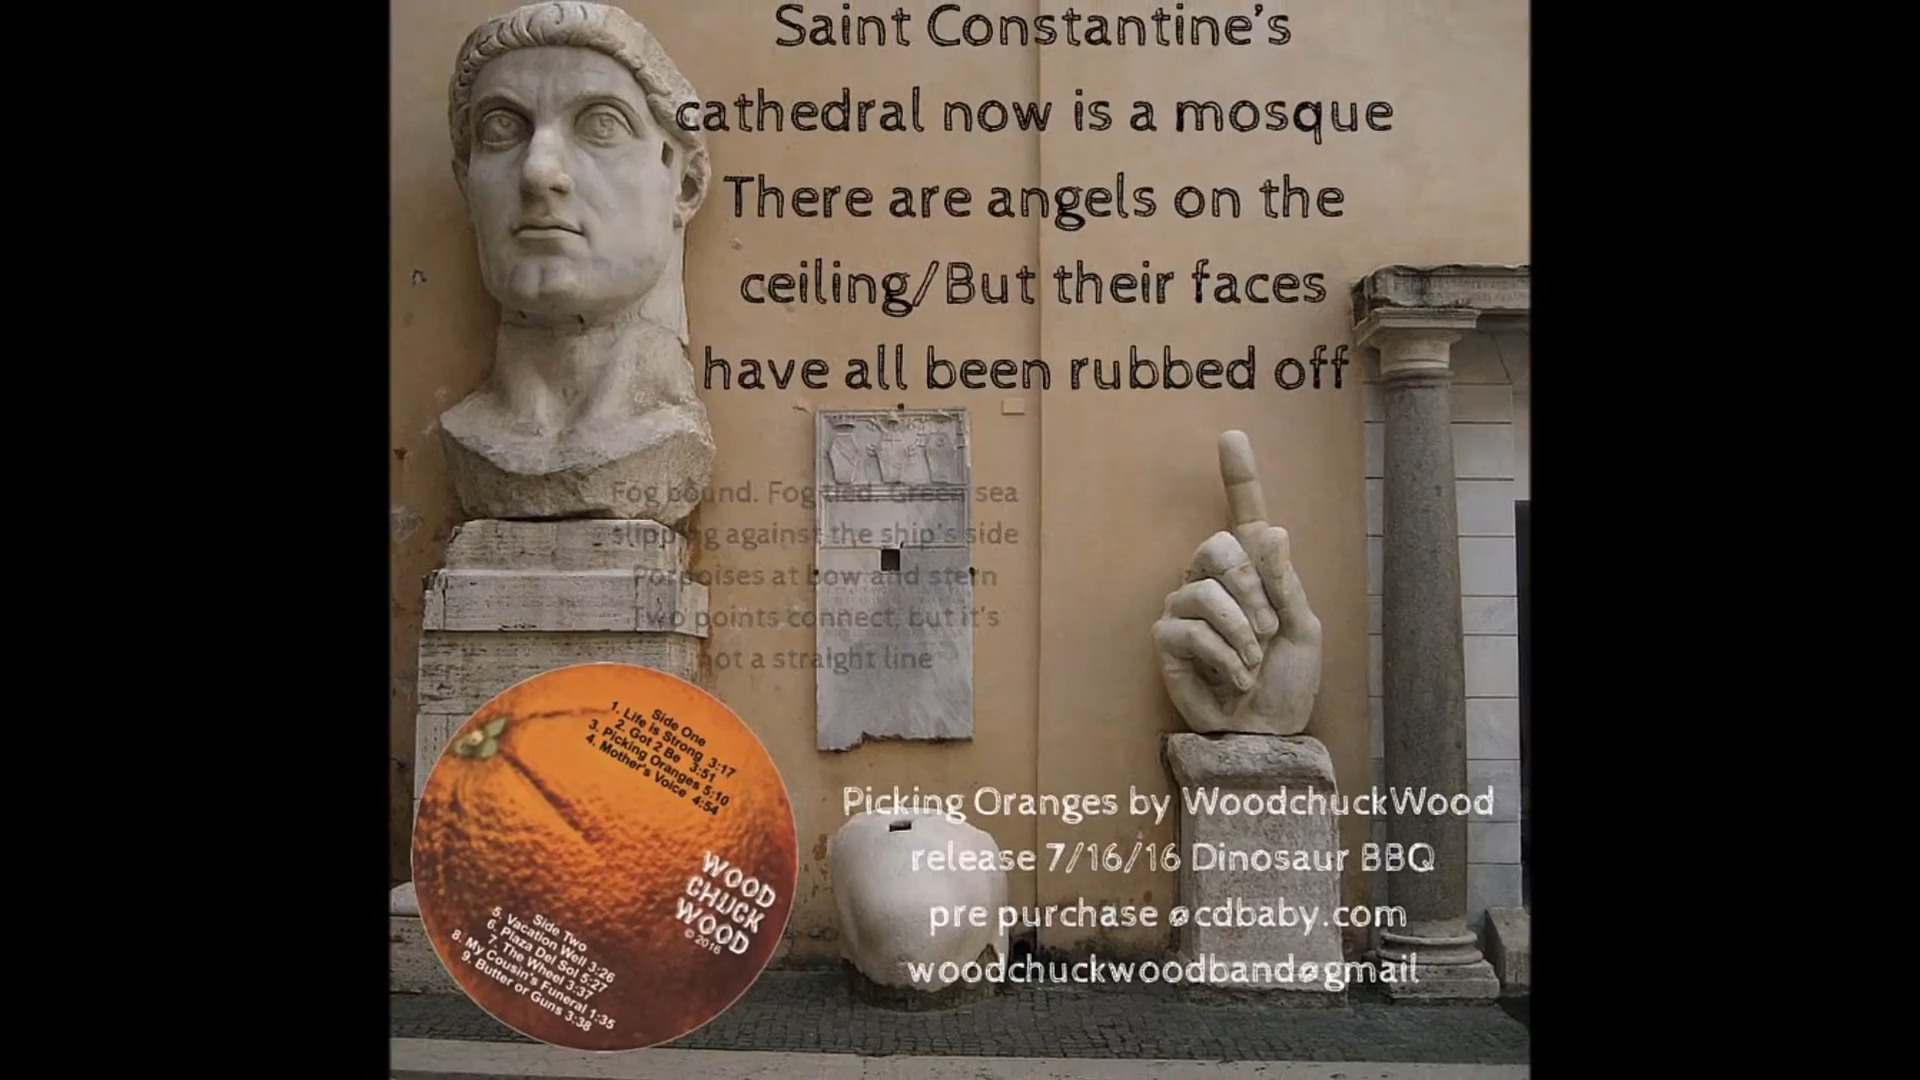 Saint Constantine's
cathedral now is a mosque
There are angels on the
ceiling/But their faces
have all been rubbed off
Fog bound. Fog tied. Green sea
slipping against the ship's side
Porpoises at bow and stern
Two points connect, but it's
not a straight line
Side One
1. Life is Strong 3:17
2. Got 2 Be 3:51
3. Picking Oranges 5:10
4. Mother's Voice 4:54
WOOD
CHUCK
WOOD
© 2016
Side Two
5. Vacation Well 3:26
6. Plaza Del Sol 5:27
7. The Wheel 3:37
8. My Cousin's Funeral 1:35
9. Butter or Guns 3:38
Picking Oranges by WoodchuckWood
release 7/16/16 Dinosaur BBQ
pre purchase @cdbaby.com
woodchuckwoodband@gmail